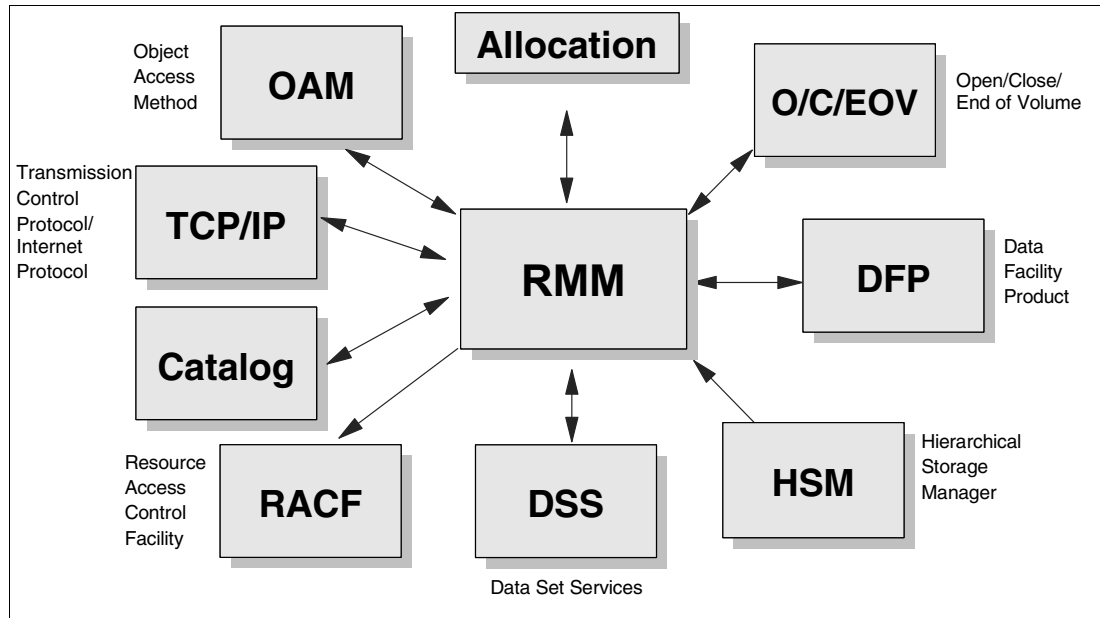 Object
Access
Method
OAM
Allocation
O/C/EOV
Open/Close/
End of Volume
Transmission
Control
Protocol/
Internet
Protocol
TCP/IP
RMM
DFP
Data
Facility
Product
Catalog
Resource
Access
Control
Facility
RACF
DSS
Data Set Services
HSM
Hierarchical
Storage
Manager